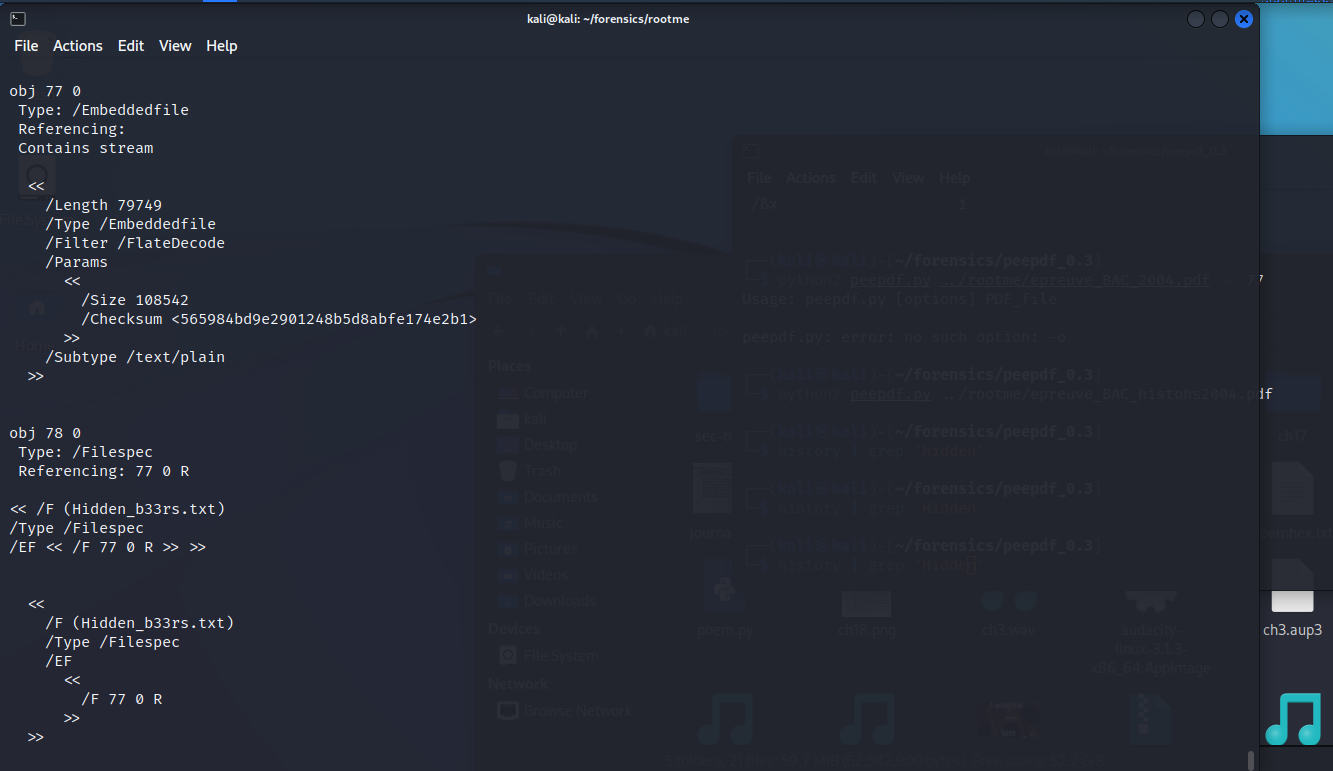 kali@kali: ~/forensics/rootme
File Actions Edit View Help
obj 77 0
Type: /Embeddedfile
Referencing:
Contains stream
<<
/Length 79749
/Type /Embeddedfile
/Filter /FlateDecode
/Params
<<
/Size 108542
/Checksum <565984bd9e2901248b5d8abfe174e2b1>
>>
/Subtype /text/plain
>>
obj 78 0
Type: /Filespec
Referencing: 77 0 R
<< /F (Hidden_b33rs.txt)
/Type /Filespec
/EF << /F 77 0 R >> >>
<<
/F (Hidden_b33rs.txt)
/Type /Filespec
/EF
<<
/F 77 0 R
>>
>>
File Actions Edit View Help
~/forensics/peepdf_0.3
python2 peepdf.py ../rootme/epreuve_BAC_2004.pdf
77
Usage: peepdf.py [options] PDF_file
peepdf.py: error: no such option: -o
~/forensics/peepdf_0.3
python2 peepdf.py ../rootme/epreuve_BAC_histohs2004.pdf
~/forensics/peepdf_0.3
history | grep 'Hidden'
~/forensics/peepdf_0.3
history | grep 'Hidden
~/forensics/peepdf_0.3
history | grep 'Hidden
Places
Computer
kali
Desktop
Trash
Documents
Music
Pictures
Videos
Downloads
Devices
File System
Network
Browse Network
poem.py
ch18.png
ch3.wav
audacity-
linux-3.1.3-
x86_64.AppImage
ch3.aup3